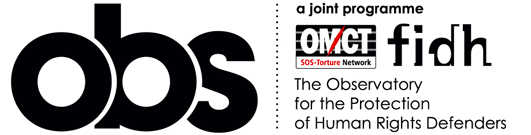 obs
a joint programme
OMCT
SOS-Torture Network
fidh
The Observatory
for the Protection
of Human Rights Defenders